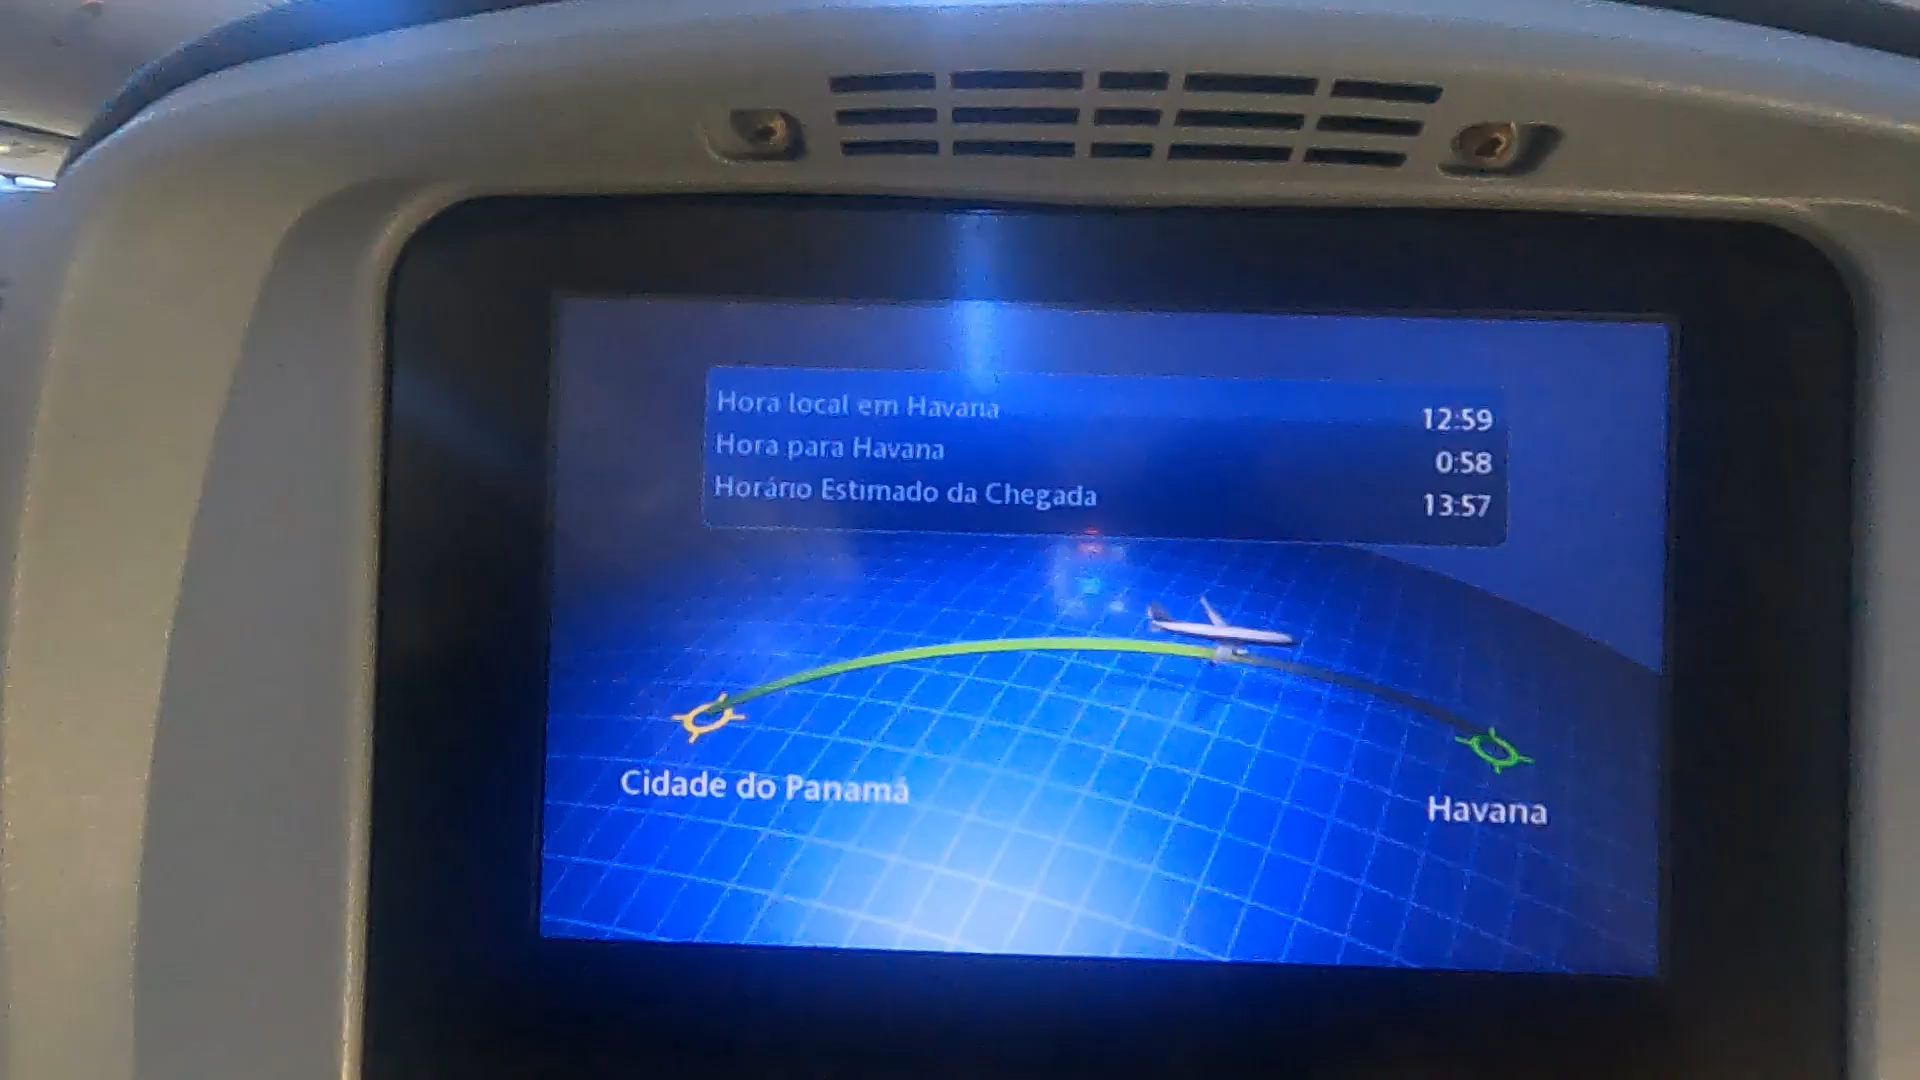 Hora local em Havana 12:59
Hora para Havana 0:58
Horário Estimado da Chegada 13:57
Cidade do Panamá
Havana